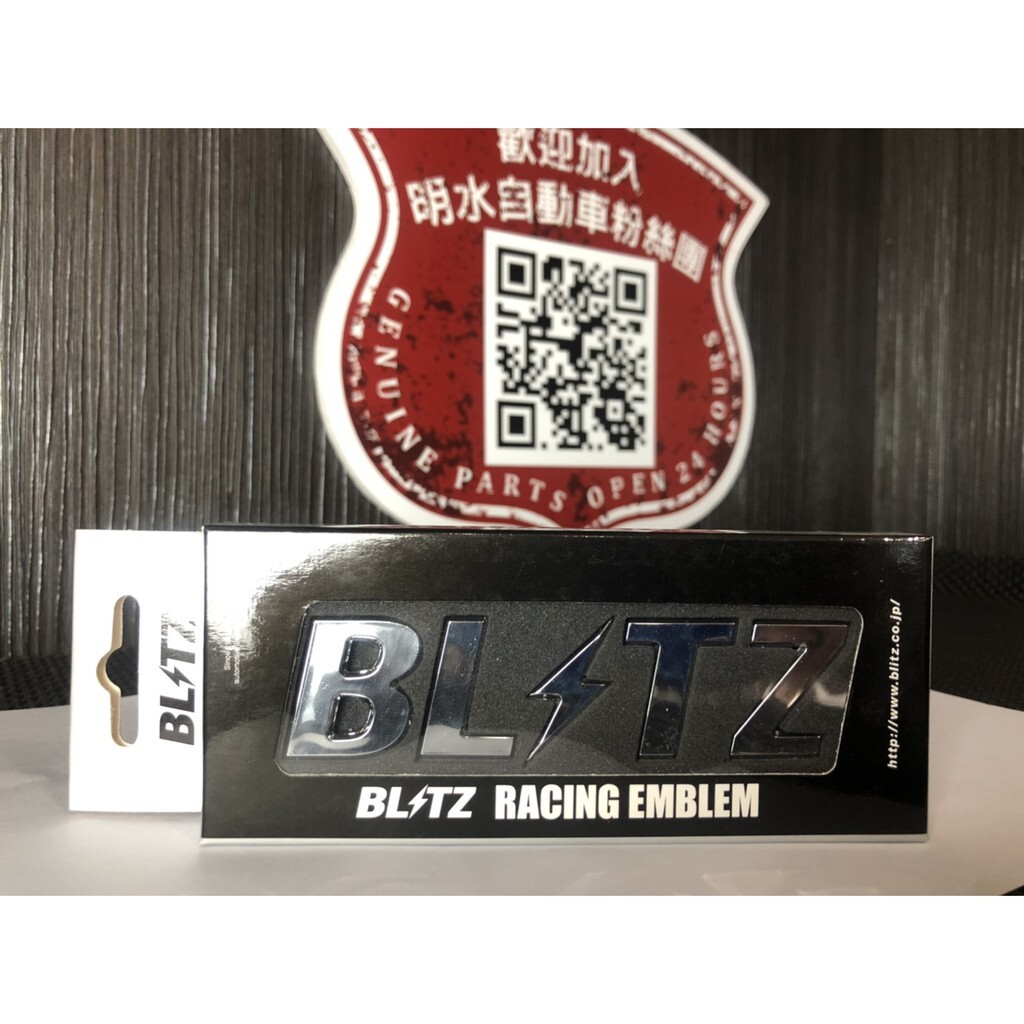 歡迎加入
明水自動車粉絲團
GENUINE PARTS OPEN 24 HOURS
BLITZ
BLITZ
http://www.blitz.co.jp/
BLITZ RACING EMBLEM